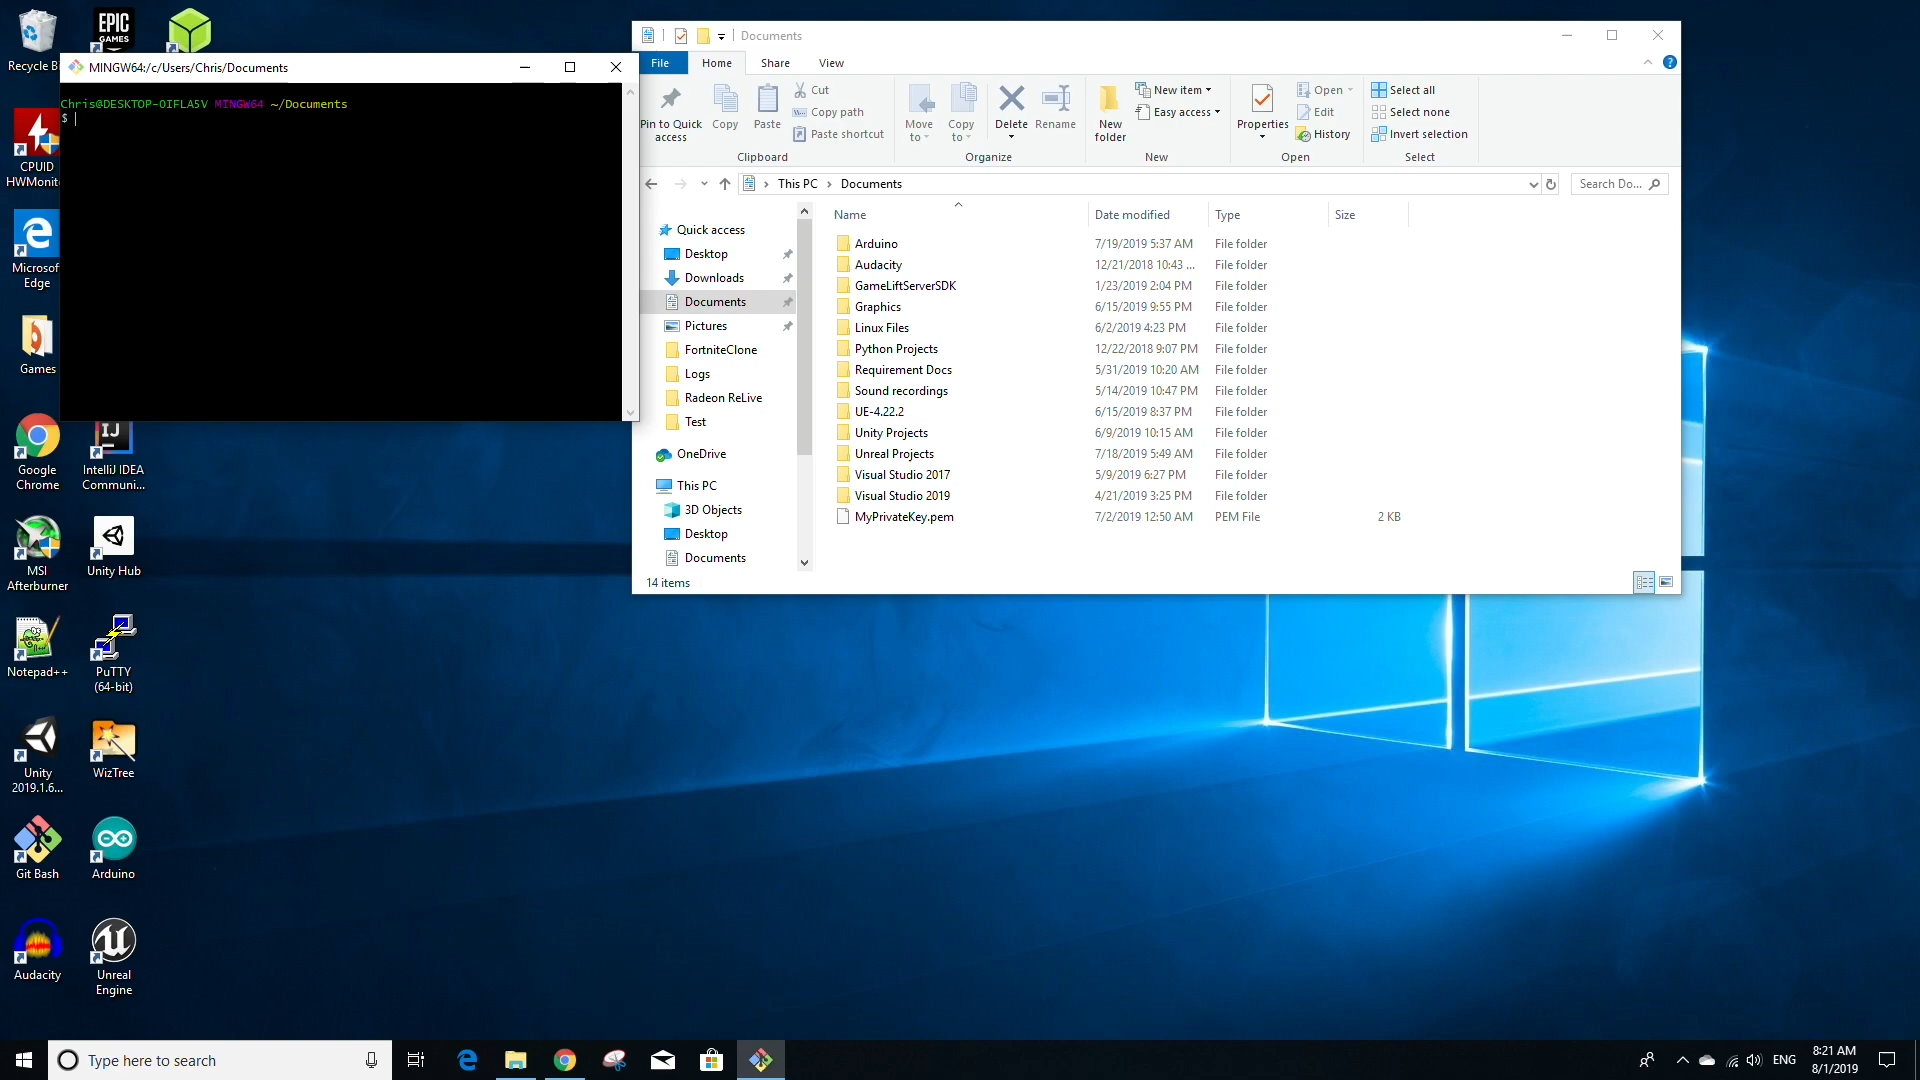 Recycle Bi
EPIC
GAMES
MINGW64:/c/Users/Chris/Documents
Chris@DESKTOP-OIFLA5V MINGW64 ~/Documents
$
CPUID
HWMonito
Microsof
Edge
Games
Google
Chrome
IJ
IntelliJ IDEA
Communi...
MSI
Afterburner
Unity Hub
Notepad++
PuTTY
(64-bit)
Unity
2019.1.6...
WizTree
Git Bash
Arduino
Audacity
Unreal
Engine
Documents
File
Home
Share
View
Pin to Quick
access
Copy
Paste
Cut
Copy path
Paste shortcut
Clipboard
Move
to
Copy
to
Delete
Rename
Organize
New
folder
New item
Easy access
New
Properties
Open
Edit
History
Open
Select all
Select none
Invert selection
Select
This PC > Documents
Search Do...
Quick access
Desktop
Downloads
Documents
Pictures
FortniteClone
Logs
Radeon ReLive
Test
OneDrive
This PC
3D Objects
Desktop
Documents
Name Date modified Type Size
Arduino 7/19/2019 5:37 AM File folder
Audacity 12/21/2018 10:43 ... File folder
GameLiftServerSDK 1/23/2019 2:04 PM File folder
Graphics 6/15/2019 9:55 PM File folder
Linux Files 6/2/2019 4:23 PM File folder
Python Projects 12/22/2018 9:07 PM File folder
Requirement Docs 5/31/2019 10:20 AM File folder
Sound recordings 5/14/2019 10:47 PM File folder
UE-4.22.2 6/15/2019 8:37 PM File folder
Unity Projects 6/9/2019 10:15 AM File folder
Unreal Projects 7/18/2019 5:49 AM File folder
Visual Studio 2017 5/9/2019 6:27 PM File folder
Visual Studio 2019 4/21/2019 3:25 PM File folder
MyPrivateKey.pem 7/2/2019 12:50 AM PEM File 2 KB
14 items
Type here to search
ENG
8:21 AM
8/1/2019